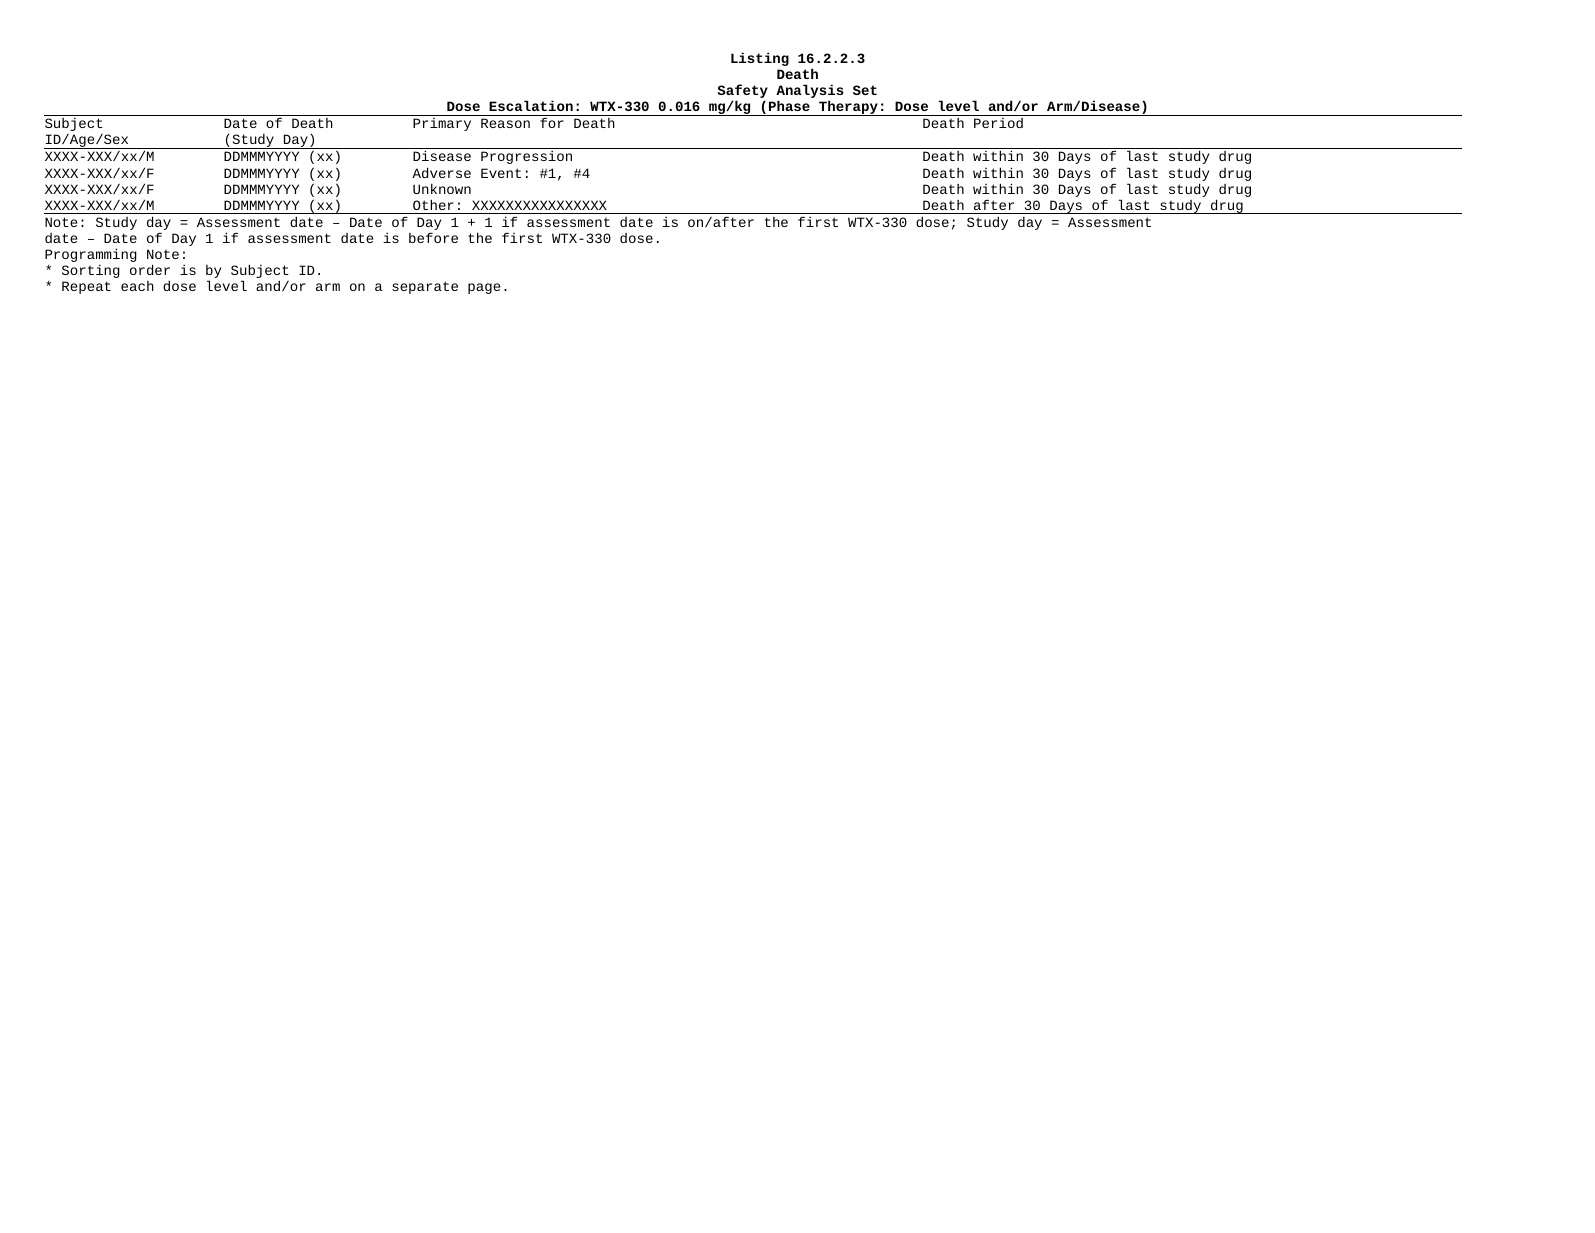 Listing 16.2.2.3
Death
Safety Analysis Set
Dose Escalation: WTX-330 0.016 mg/kg (Phase Therapy: Dose level and/or Arm/Disease)
Subject Date of Death Primary Reason for Death Death Period
ID/Age/Sex (Study Day)
XXXX-XXX/xx/M DDMMMYYYY (xx) Disease Progression Death within 30 Days of last study drug
XXXX-XXX/xx/F DDMMMYYYY (xx) Adverse Event: #1, #4 Death within 30 Days of last study drug
XXXX-XXX/xx/F DDMMMYYYY (xx) Unknown Death within 30 Days of last study drug
XXXX-XXX/xx/M DDMMMYYYY (xx) Other: XXXXXXXXXXXXXXXX Death after 30 Days of last study drug
Note: Study day = Assessment date – Date of Day 1 + 1 if assessment date is on/after the first WTX-330 dose; Study day = Assessment
date – Date of Day 1 if assessment date is before the first WTX-330 dose.
Programming Note:
* Sorting order is by Subject ID.
* Repeat each dose level and/or arm on a separate page.